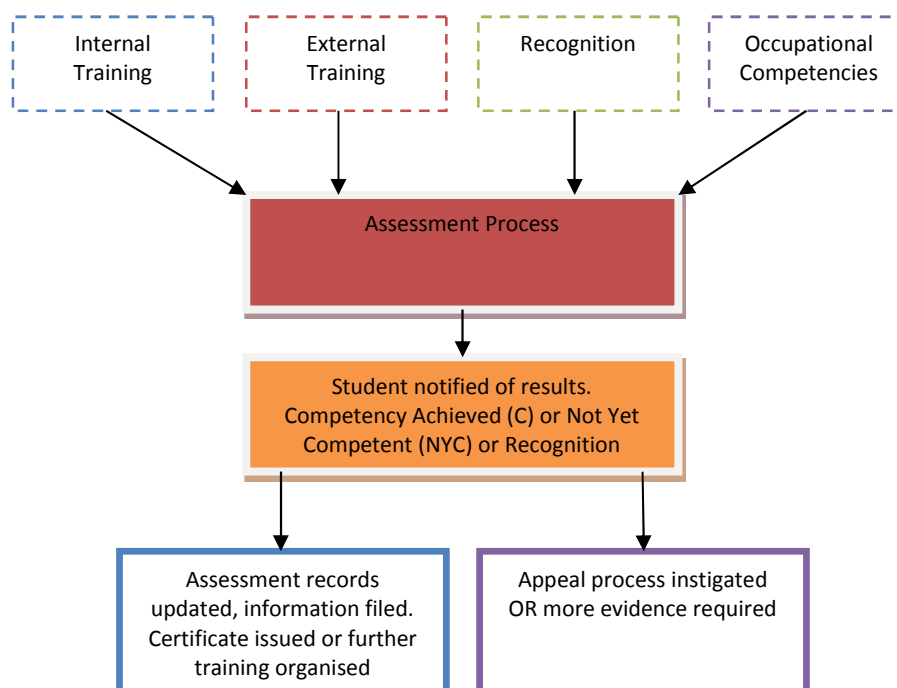 Internal
Training
External
Training
Recognition
Occupational
Competencies
Assessment Process
Student notified of results.
Competency Achieved (C) or Not Yet
Competent (NYC) or Recognition
Assessment records
updated, information filed.
Certificate issued or further
training organised
Appeal process instigated
OR more evidence required